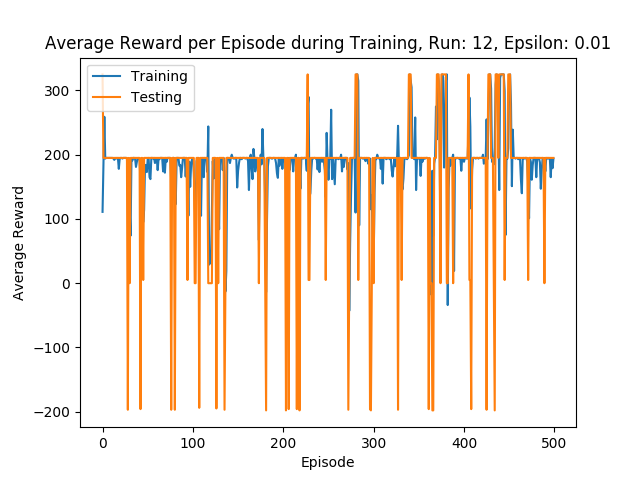 Average Reward per Episode during Training, Run: 12, Epsilon: 0.01
Training
Testing
300
200
100
0
−100
−200
Average Reward
0 100 200 300 400 500
Episode